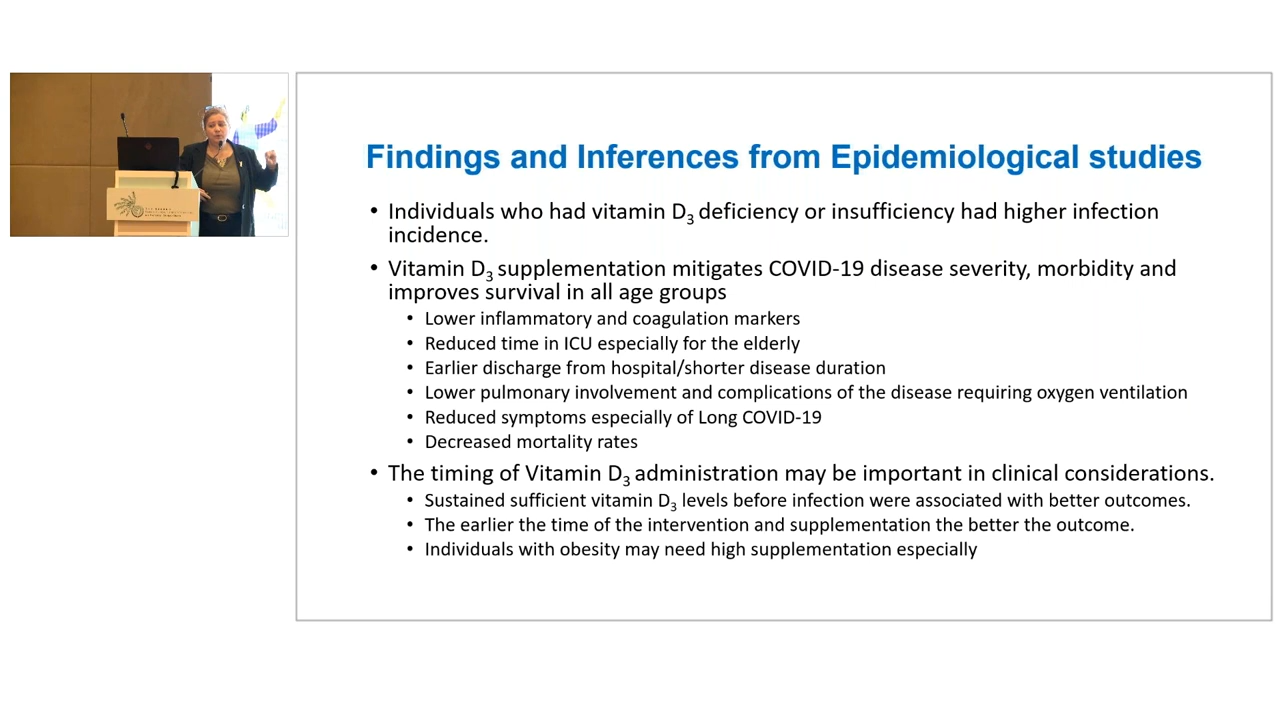 Findings and Inferences from Epidemiological studies
• Individuals who had vitamin D₃ deficiency or insufficiency had higher infection
incidence.
• Vitamin D₃ supplementation mitigates COVID-19 disease severity, morbidity and
improves survival in all age groups
• Lower inflammatory and coagulation markers
• Reduced time in ICU especially for the elderly
• Earlier discharge from hospital/shorter disease duration
• Lower pulmonary involvement and complications of the disease requiring oxygen ventilation
• Reduced symptoms especially of Long COVID-19
• Decreased mortality rates
• The timing of Vitamin D₃ administration may be important in clinical considerations.
• Sustained sufficient vitamin D₃ levels before infection were associated with better outcomes.
• The earlier the time of the intervention and supplementation the better the outcome.
• Individuals with obesity may need high supplementation especially